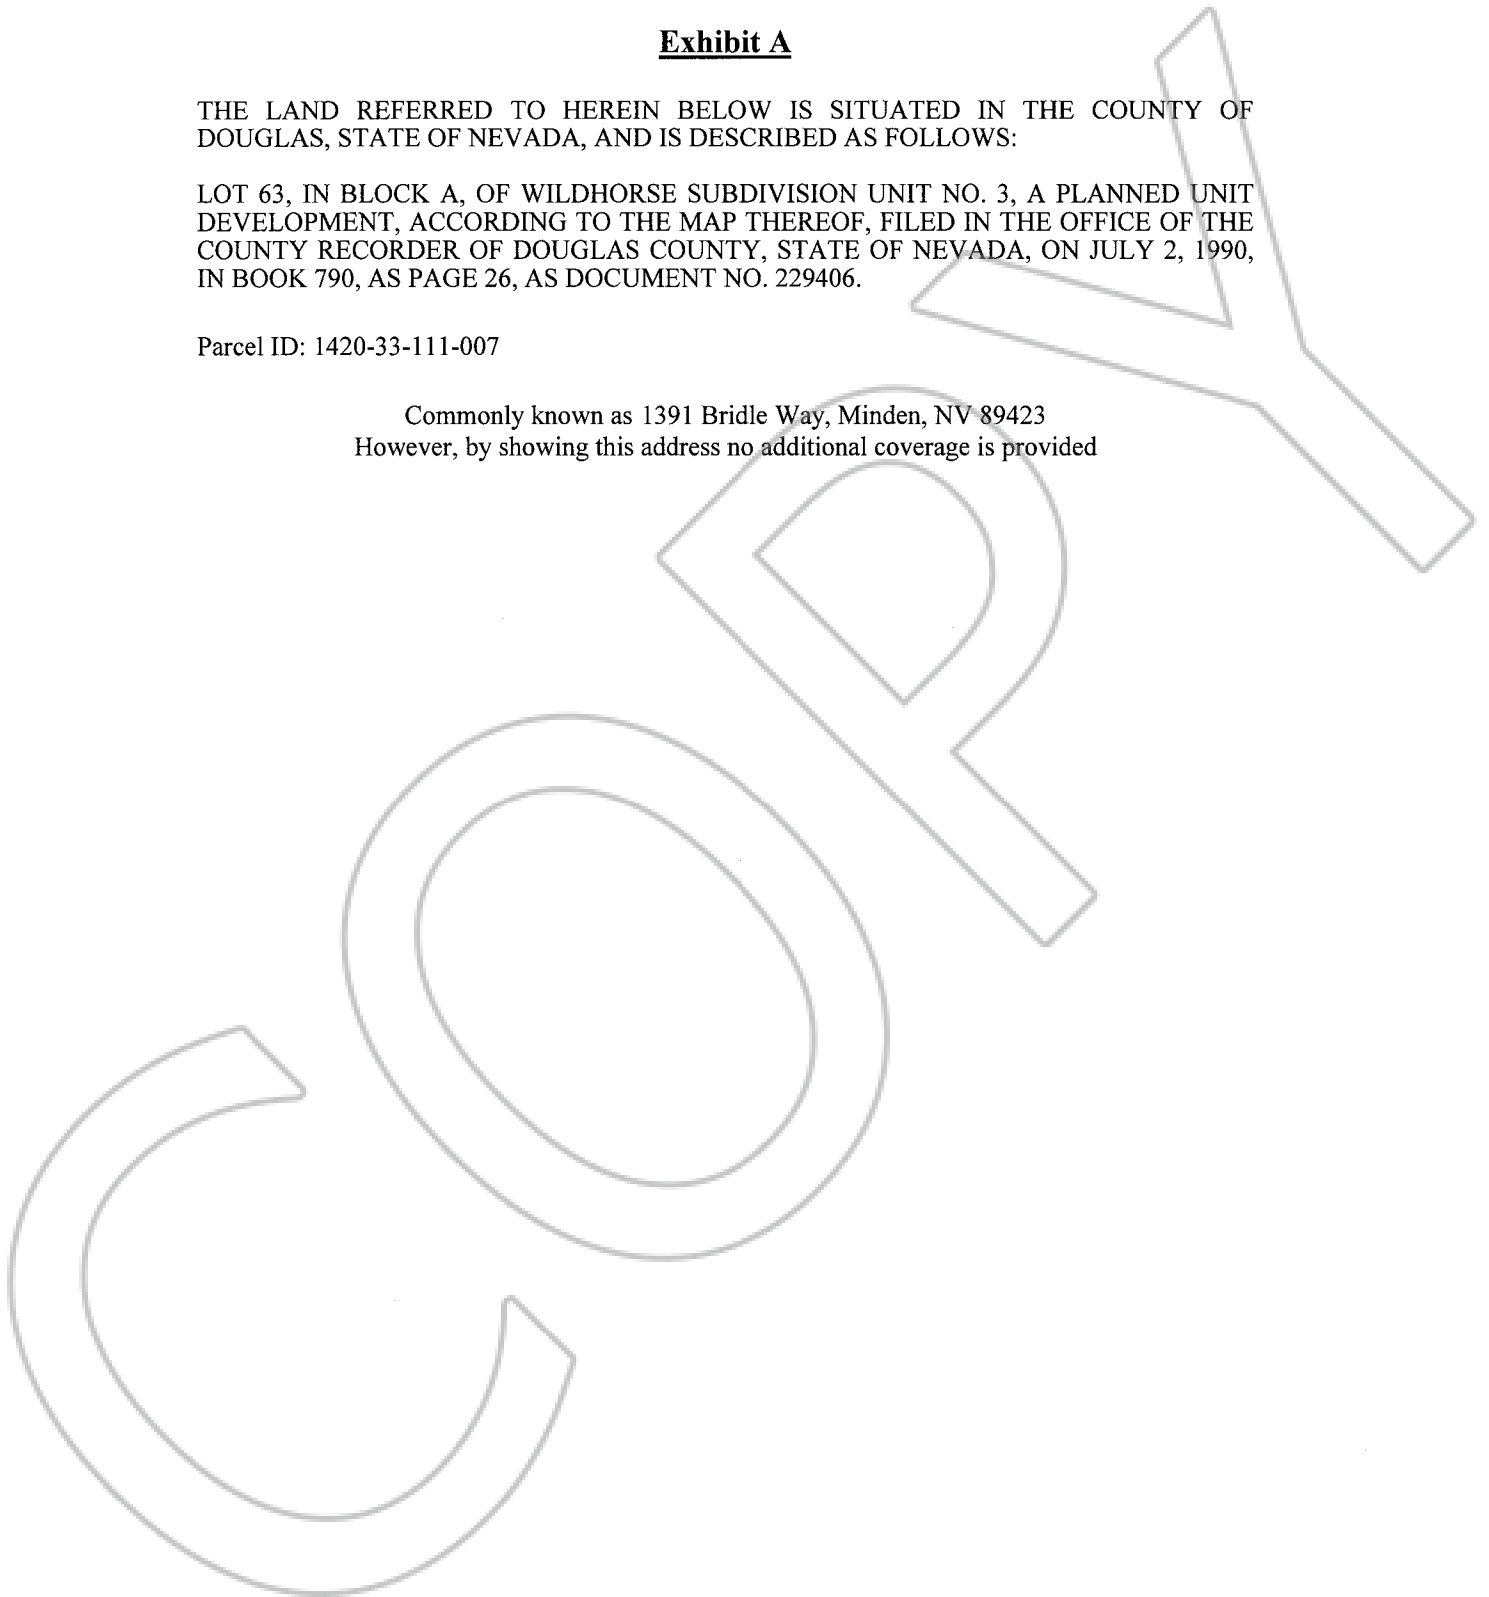 Exhibit A
THE LAND REFERRED TO HEREIN BELOW IS SITUATED IN THE COUNTY OF
DOUGLAS, STATE OF NEVADA, AND IS DESCRIBED AS FOLLOWS:
LOT 63, IN BLOCK A, OF WILDHORSE SUBDIVISION UNIT NO. 3, A PLANNED UNIT
DEVELOPMENT, ACCORDING TO THE MAP THEREOF, FILED IN THE OFFICE OF THE
COUNTY RECORDER OF DOUGLAS COUNTY, STATE OF NEVADA, ON JULY 2, 1990,
IN BOOK 790, AS PAGE 26, AS DOCUMENT NO. 229406.
Parcel ID: 1420-33-111-007
Commonly known as 1391 Bridle Way, Minden, NV 89423
However, by showing this address no additional coverage is provided
COPY